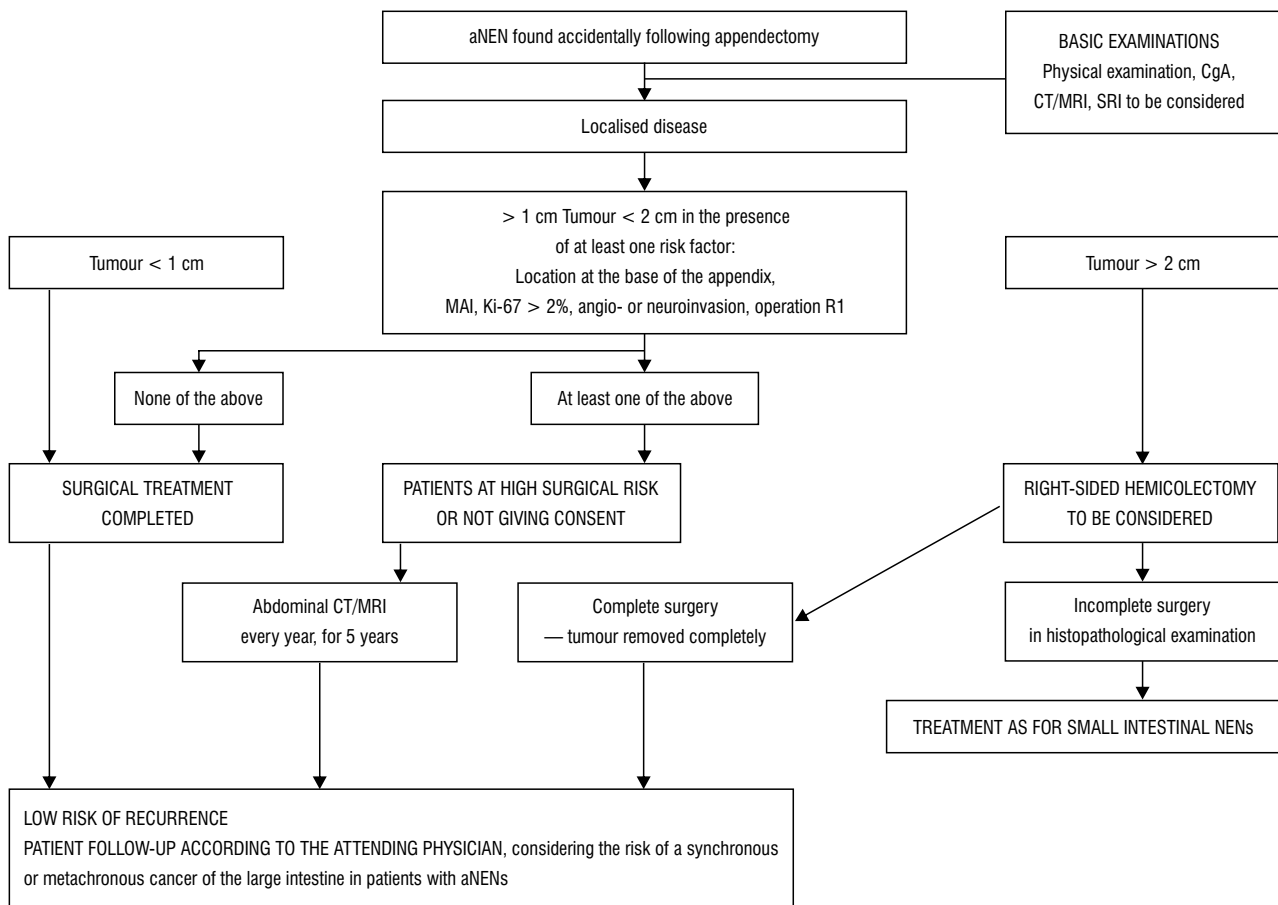 aNEN found accidentally following appendectomy
BASIC EXAMINATIONS
Physical examination, CgA,
CT/MRI, SRI to be considered
Localised disease
> 1 cm Tumour < 2 cm in the presence
of at least one risk factor:
Location at the base of the appendix,
MAI, Ki-67 > 2%, angio- or neuroinvasion, operation R1
Tumour < 1 cm
Tumour > 2 cm
None of the above
At least one of the above
SURGICAL TREATMENT
COMPLETED
PATIENTS AT HIGH SURGICAL RISK
OR NOT GIVING CONSENT
RIGHT-SIDED HEMICOLECTOMY
TO BE CONSIDERED
Abdominal CT/MRI
every year, for 5 years
Complete surgery
— tumour removed completely
Incomplete surgery
in histopathological examination
TREATMENT AS FOR SMALL INTESTINAL NENs
LOW RISK OF RECURRENCE
PATIENT FOLLOW-UP ACCORDING TO THE ATTENDING PHYSICIAN, considering the risk of a synchronous
or metachronous cancer of the large intestine in patients with aNENs